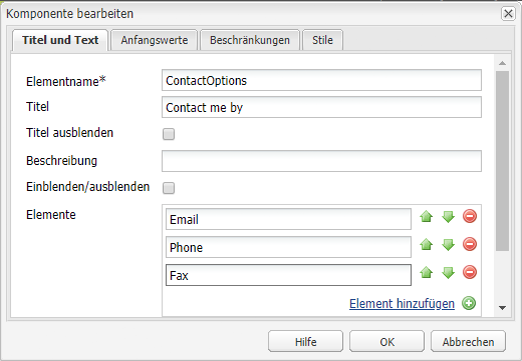 Komponente bearbeiten
Titel und Text Anfangswerte Beschränkungen Stile
Elementname* ContactOptions
Titel Contact me by
Titel ausblenden
Beschreibung
Einblenden/ausblenden
Elemente Email
Phone
Fax
Element hinzufügen
Hilfe OK Abbrechen